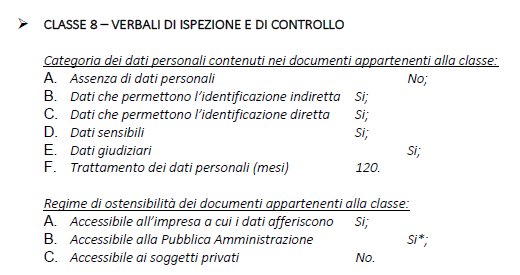 ➤ CLASSE 8 – VERBALI DI ISPEZIONE E DI CONTROLLO
Categoria dei dati personali contenuti nei documenti appartenenti alla classe:
A. Assenza di dati personali No;
B. Dati che permettono l’identificazione indiretta Si;
C. Dati che permettono l’identificazione diretta Si;
D. Dati sensibili Si;
E. Dati giudiziari Si;
F. Trattamento dei dati personali (mesi) 120.
Regime di ostensibilità dei documenti appartenenti alla classe:
A. Accessibile all’impresa a cui i dati afferiscono Si;
B. Accessibile alla Pubblica Amministrazione Si*;
C. Accessibile ai soggetti privati No.